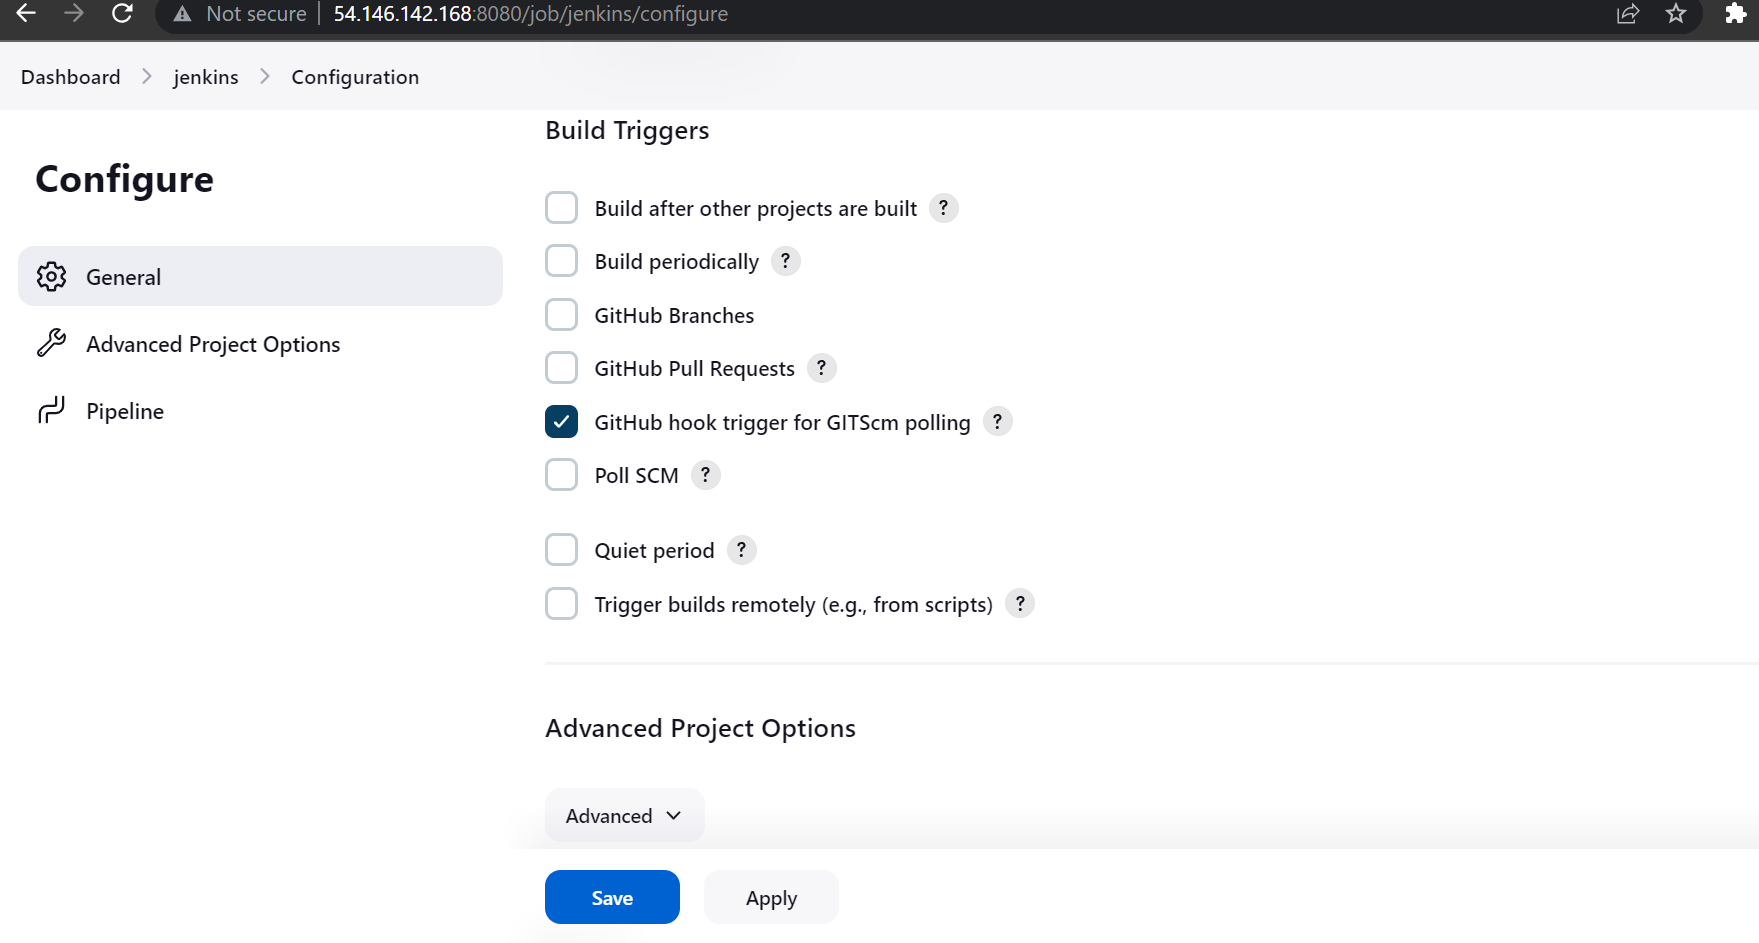 Not secure | 54.146.142.168:8080/job/jenkins/configure
Dashboard > jenkins > Configuration
Configure
General
Advanced Project Options
Pipeline
Build Triggers
Build after other projects are built ?
Build periodically ?
GitHub Branches
GitHub Pull Requests ?
GitHub hook trigger for GITScm polling ?
Poll SCM ?
Quiet period ?
Trigger builds remotely (e.g., from scripts) ?
Advanced Project Options
Advanced
Save Apply